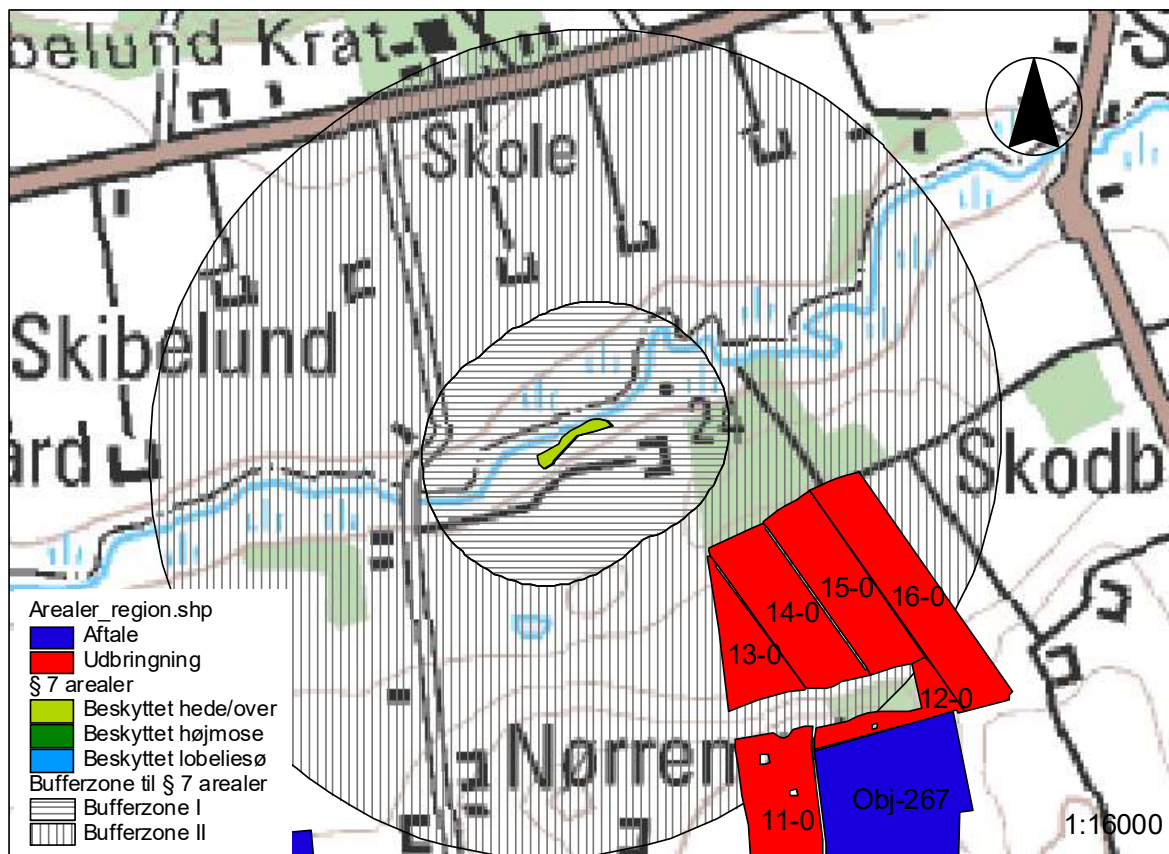 belund Krat
Skole
Skibelund
ård
24
Skodb
15-0
16-0
14-0
13-0
12-0
Nørrem
11-0
Obj-267
1:16000
Arealer_region.shp
Aftale
Udbringning
§ 7 arealer
Beskyttet hede/over
Beskyttet højmose
Beskyttet lobeliesø
Bufferzone til § 7 arealer
Bufferzone I
Bufferzone II